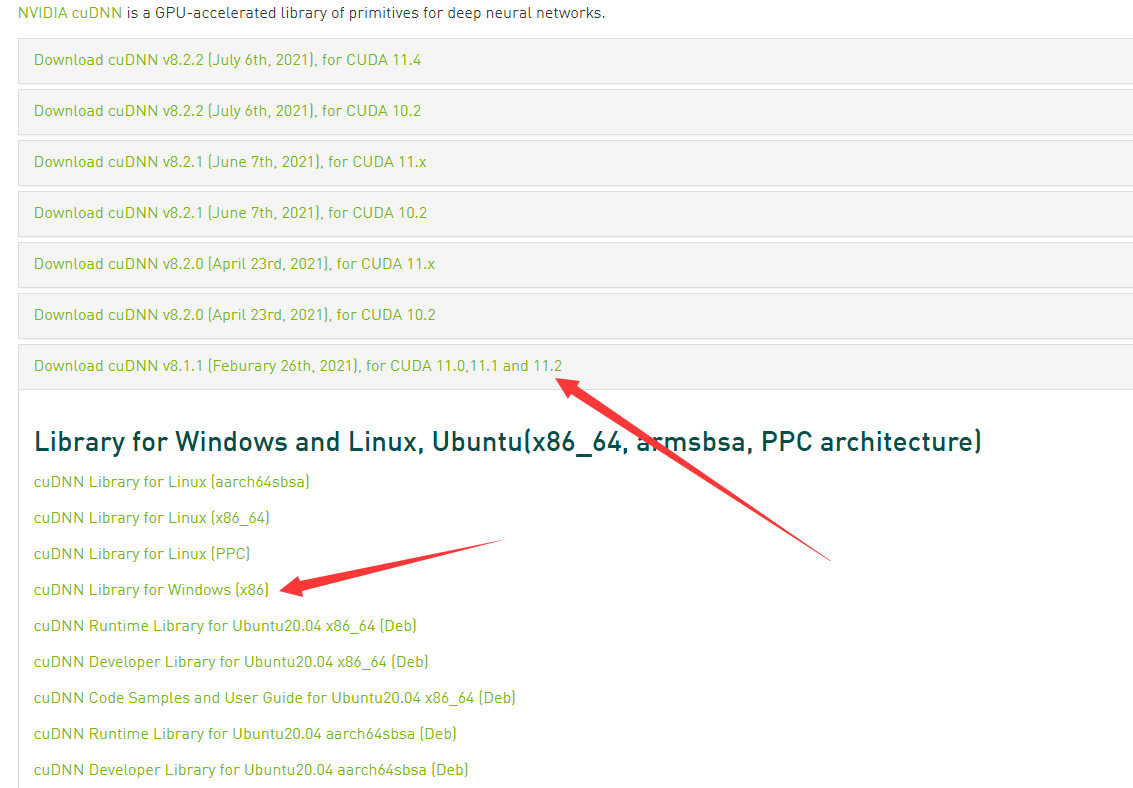 NVIDIA cuDNN is a GPU-accelerated library of primitives for deep neural networks.
Download cuDNN v8.2.2 (July 6th, 2021), for CUDA 11.4
Download cuDNN v8.2.2 (July 6th, 2021), for CUDA 10.2
Download cuDNN v8.2.1 (June 7th, 2021), for CUDA 11.x
Download cuDNN v8.2.1 (June 7th, 2021), for CUDA 10.2
Download cuDNN v8.2.0 (April 23rd, 2021), for CUDA 11.x
Download cuDNN v8.2.0 (April 23rd, 2021), for CUDA 10.2
Download cuDNN v8.1.1 (Feburary 26th, 2021), for CUDA 11.0,11.1 and 11.2
Library for Windows and Linux, Ubuntu(x86_64, armsbsa, PPC architecture)
cuDNN Library for Linux (aarch64sbsa)
cuDNN Library for Linux (x86_64)
cuDNN Library for Linux (PPC)
cuDNN Library for Windows (x86)
cuDNN Runtime Library for Ubuntu20.04 x86_64 (Deb)
cuDNN Developer Library for Ubuntu20.04 x86_64 (Deb)
cuDNN Code Samples and User Guide for Ubuntu20.04 x86_64 (Deb)
cuDNN Runtime Library for Ubuntu20.04 aarch64sbsa (Deb)
cuDNN Developer Library for Ubuntu20.04 aarch64sbsa (Deb)